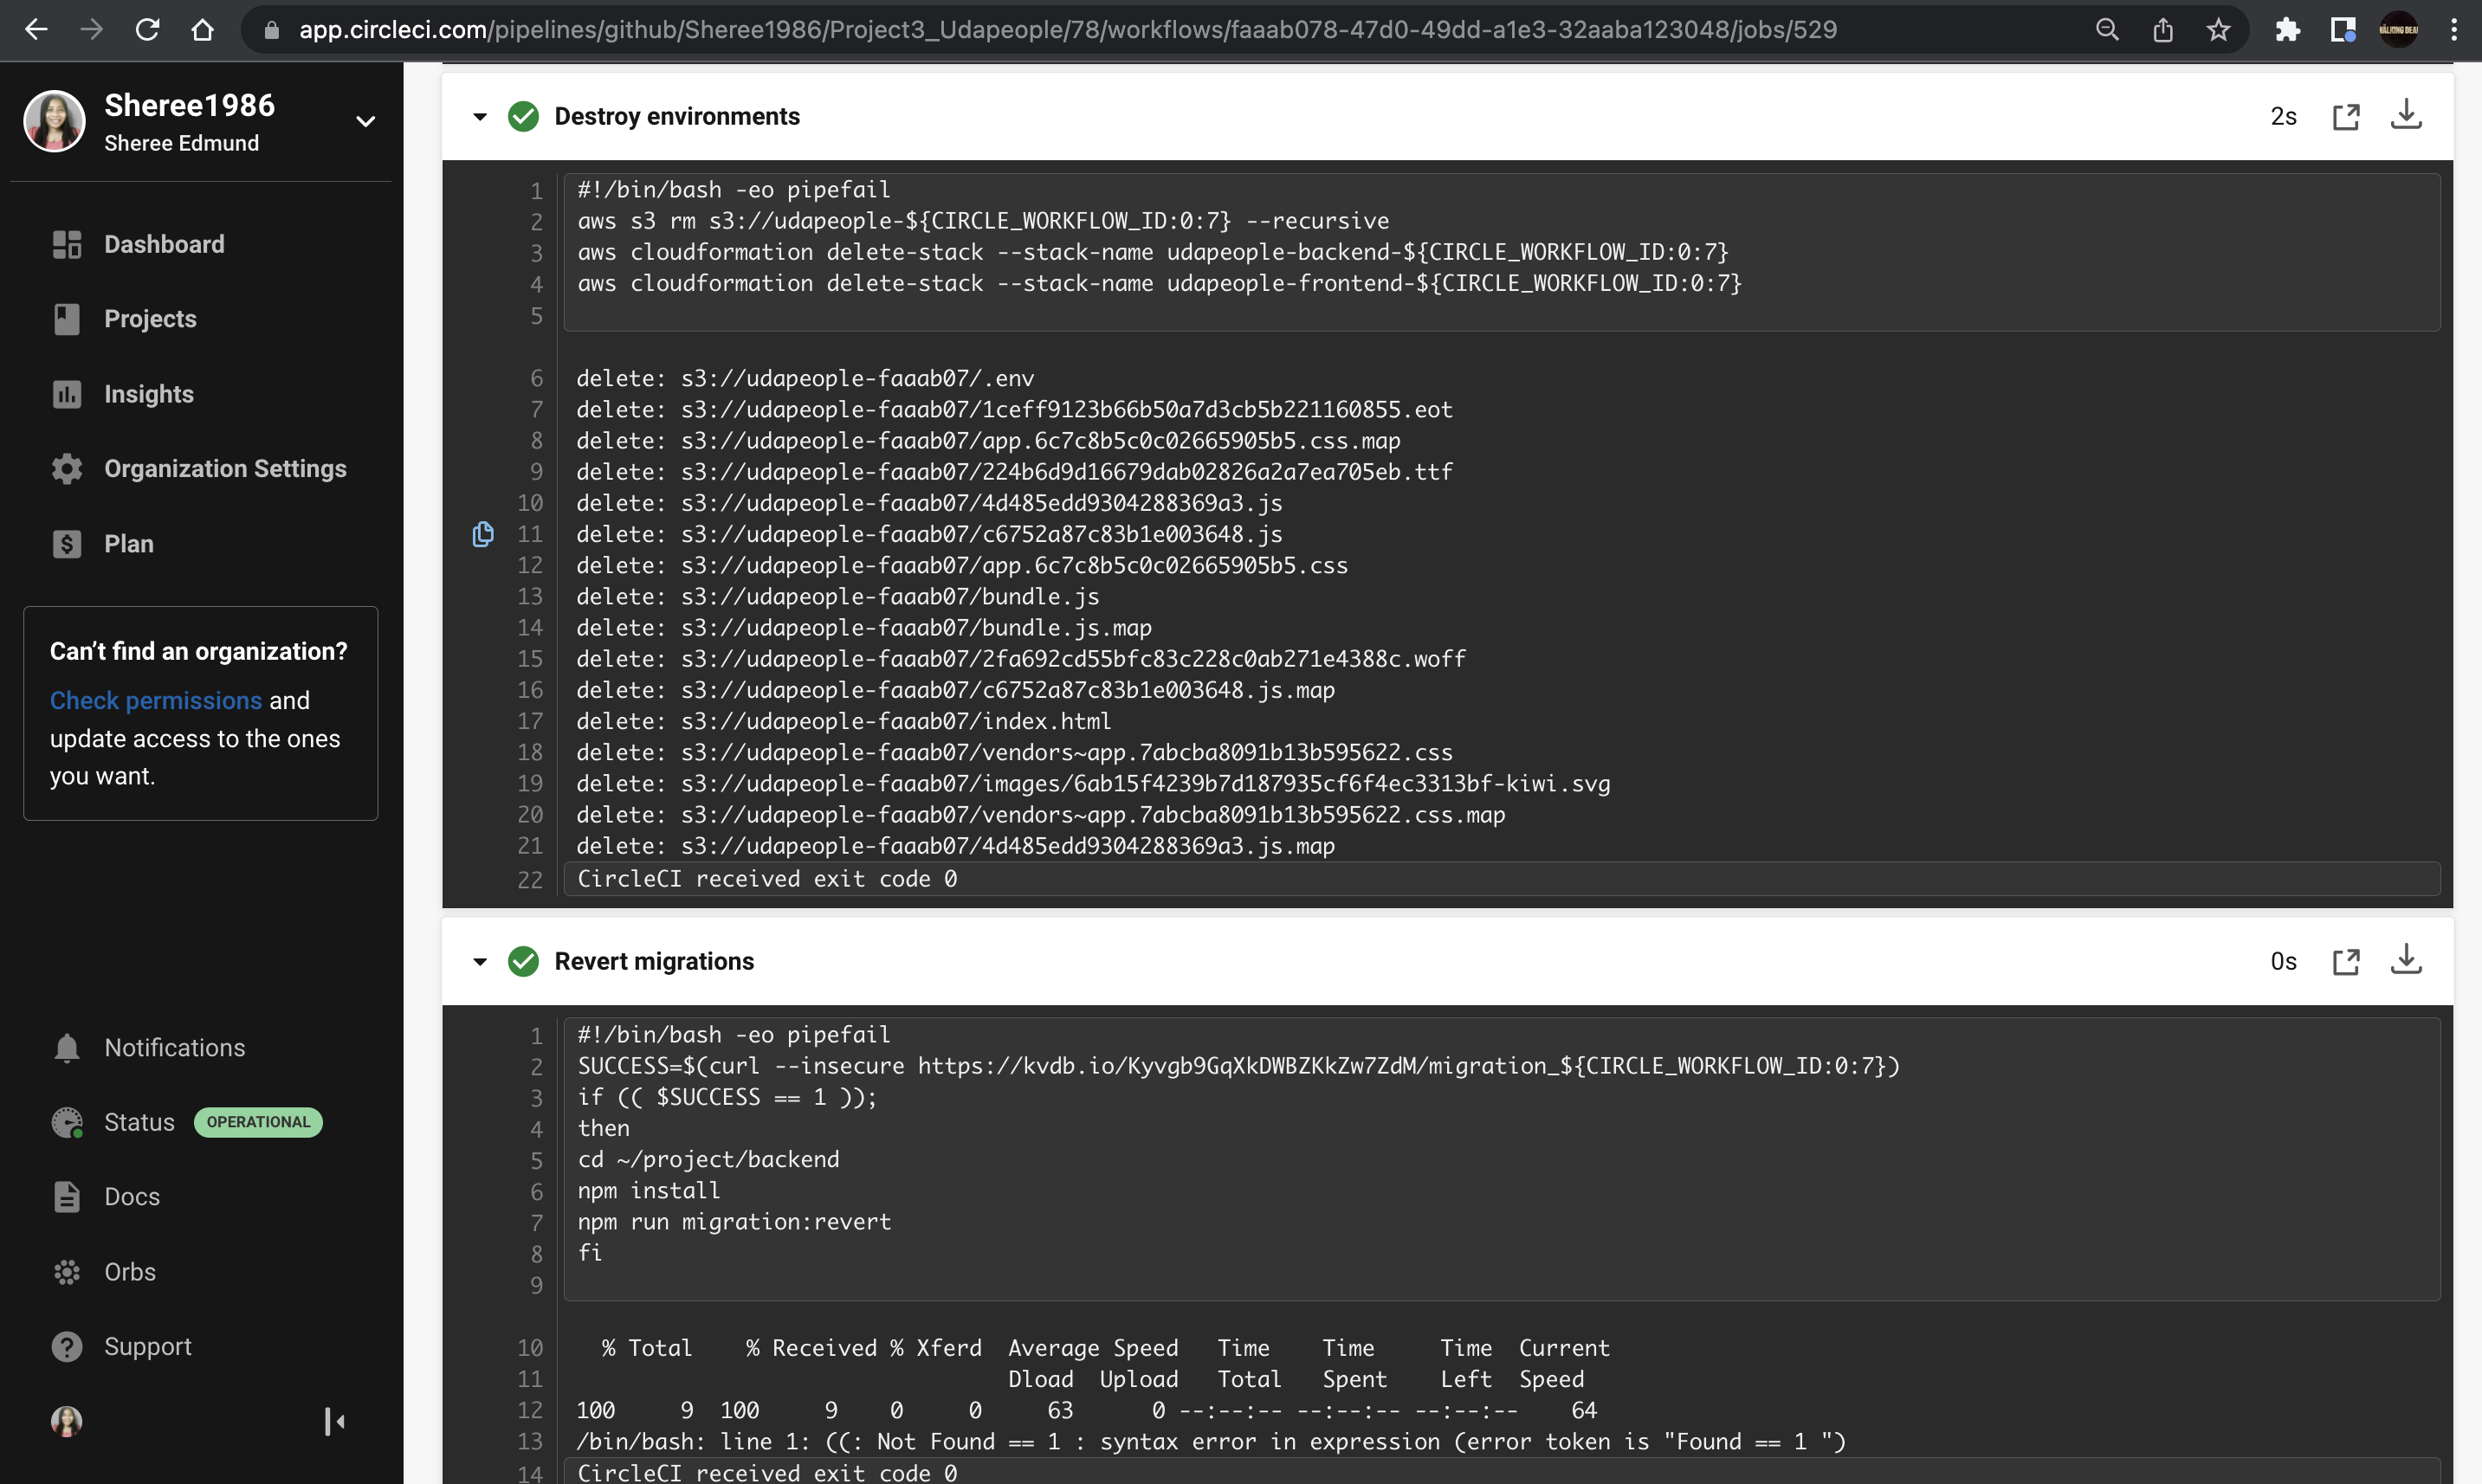 app.circleci.com/pipelines/github/Sheree1986/Project3_Udapeople/78/workflows/faaab078-47d0-49dd-a1e3-32aaba123048/jobs/529
Sheree1986
Sheree Edmund
Dashboard
Projects
Insights
Organization Settings
Plan
Can’t find an organization?
Check permissions and
update access to the ones
you want.
Notifications
Status OPERATIONAL
Docs
Orbs
Support
Destroy environments 2s
1 #!/bin/bash -eo pipefail
2 aws s3 rm s3://udapeople-${CIRCLE_WORKFLOW_ID:0:7} --recursive
3 aws cloudformation delete-stack --stack-name udapeople-backend-${CIRCLE_WORKFLOW_ID:0:7}
4 aws cloudformation delete-stack --stack-name udapeople-frontend-${CIRCLE_WORKFLOW_ID:0:7}
5
6 delete: s3://udapeople-faaab07/.env
7 delete: s3://udapeople-faaab07/1ceff9123b66b50a7d3cb5b221160855.eot
8 delete: s3://udapeople-faaab07/app.6c7c8b5c0c02665905b5.css.map
9 delete: s3://udapeople-faaab07/224b6d9d16679dab02826a2a7ea705eb.ttf
10 delete: s3://udapeople-faaab07/4d485edd9304288369a3.js
11 delete: s3://udapeople-faaab07/c6752a87c83b1e003648.js
12 delete: s3://udapeople-faaab07/app.6c7c8b5c0c02665905b5.css
13 delete: s3://udapeople-faaab07/bundle.js
14 delete: s3://udapeople-faaab07/bundle.js.map
15 delete: s3://udapeople-faaab07/2fa692cd55bfc83c228c0ab271e4388c.woff
16 delete: s3://udapeople-faaab07/c6752a87c83b1e003648.js.map
17 delete: s3://udapeople-faaab07/index.html
18 delete: s3://udapeople-faaab07/vendors~app.7abcba8091b13b595622.css
19 delete: s3://udapeople-faaab07/images/6ab15f4239b7d187935cf6f4ec3313bf-kiwi.svg
20 delete: s3://udapeople-faaab07/vendors~app.7abcba8091b13b595622.css.map
21 delete: s3://udapeople-faaab07/4d485edd9304288369a3.js.map
22 CircleCI received exit code 0
Revert migrations 0s
1 #!/bin/bash -eo pipefail
2 SUCCESS=$(curl --insecure https://kvdb.io/Kyvgb9GqXkDWBZKkZw7ZdM/migration_${CIRCLE_WORKFLOW_ID:0:7})
3 if (( $SUCCESS == 1 ));
4 then
5 cd ~/project/backend
6 npm install
7 npm run migration:revert
8 fi
9
10 % Total % Received % Xferd Average Speed Time Time Time Current
11 Dload Upload Total Spent Left Speed
12 100 9 100 9 0 0 63 0 --:--:-- --:--:-- --:--:-- 64
13 /bin/bash: line 1: ((: Not Found == 1 : syntax error in expression (error token is "Found == 1 ")
14 CircleCI received exit code 0